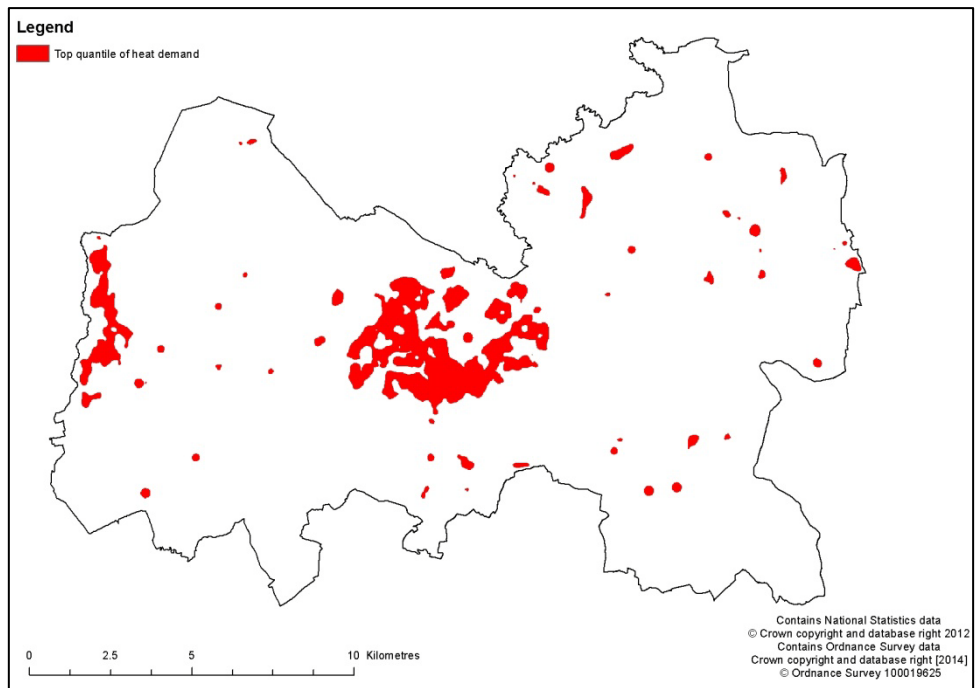 Legend
Top quantile of heat demand
0 2.5 5 10 Kilometres
Contains National Statistics data
© Crown copyright and database right 2012
Contains Ordnance Survey data
Crown copyright and database right [2014]
© Ordnance Survey 100019625